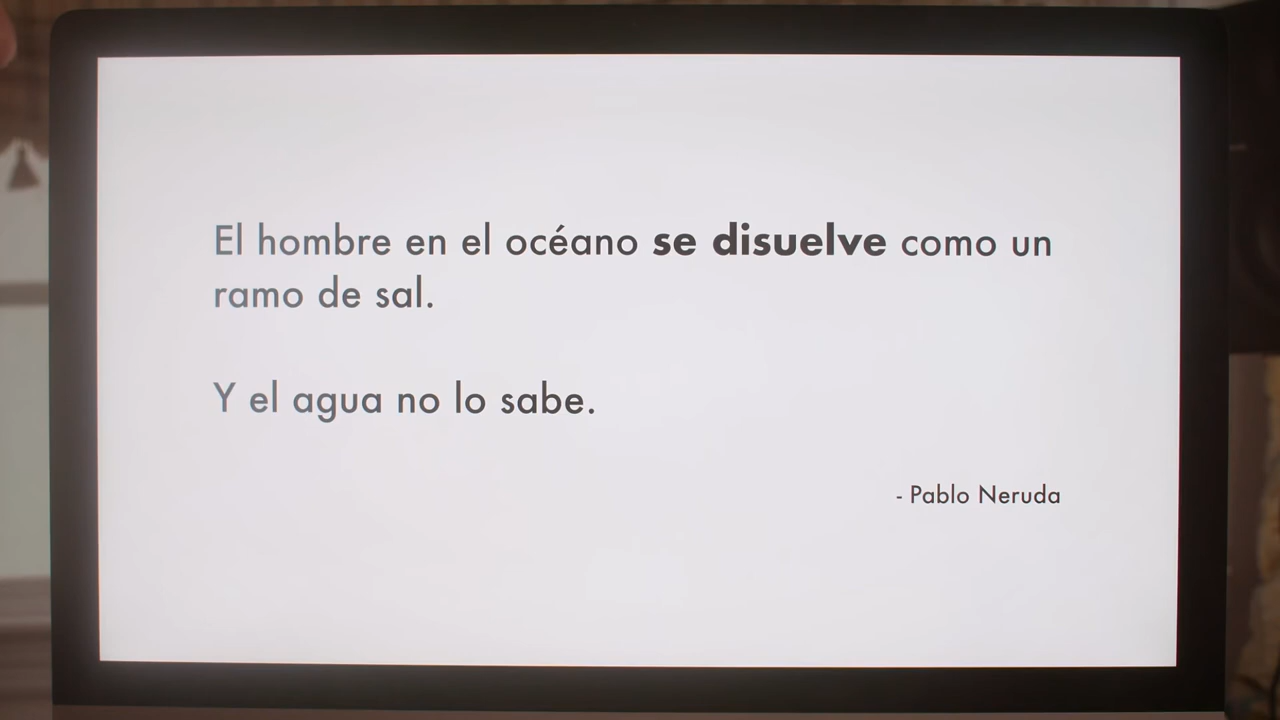 El hombre en el océano se disuelve como un
ramo de sal.
Y el agua no lo sabe.
- Pablo Neruda